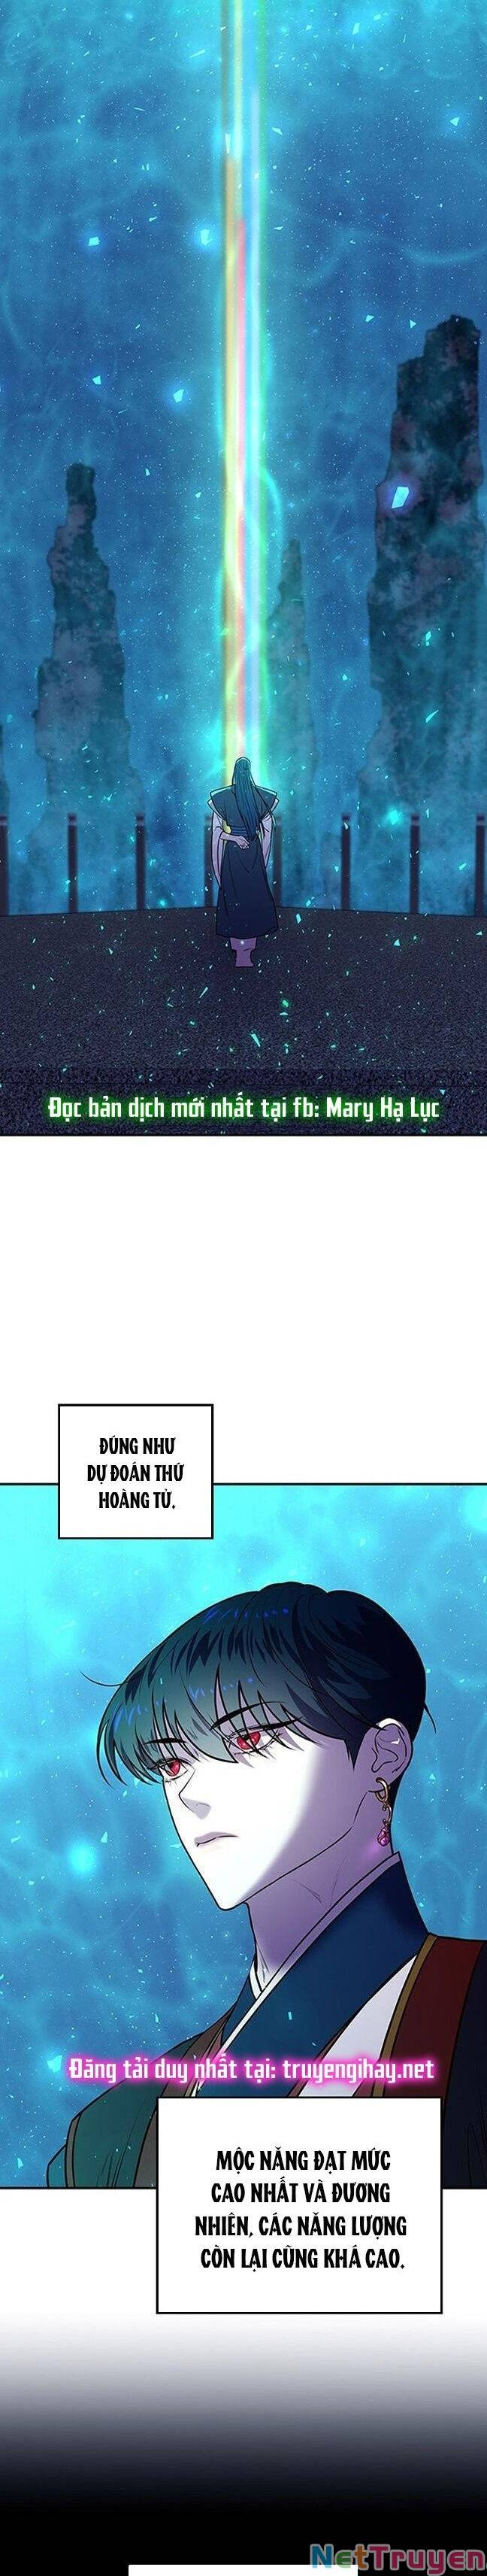 Đọc bản dịch mới nhất tại fb: Mary Hạ Lục
ĐÚNG NHƯ
DỰ ĐOÁN THỨ
HOÀNG TỬ.
Đăng tải duy nhất tại: truyengihay.net
MỘC NĂNG ĐẠT MỨC
CAO NHẤT VÀ ĐƯƠNG
NHIÊN, CÁC NĂNG LƯỢNG
CÒN LẠI CŨNG KHÁ CAO.
NetTruyen